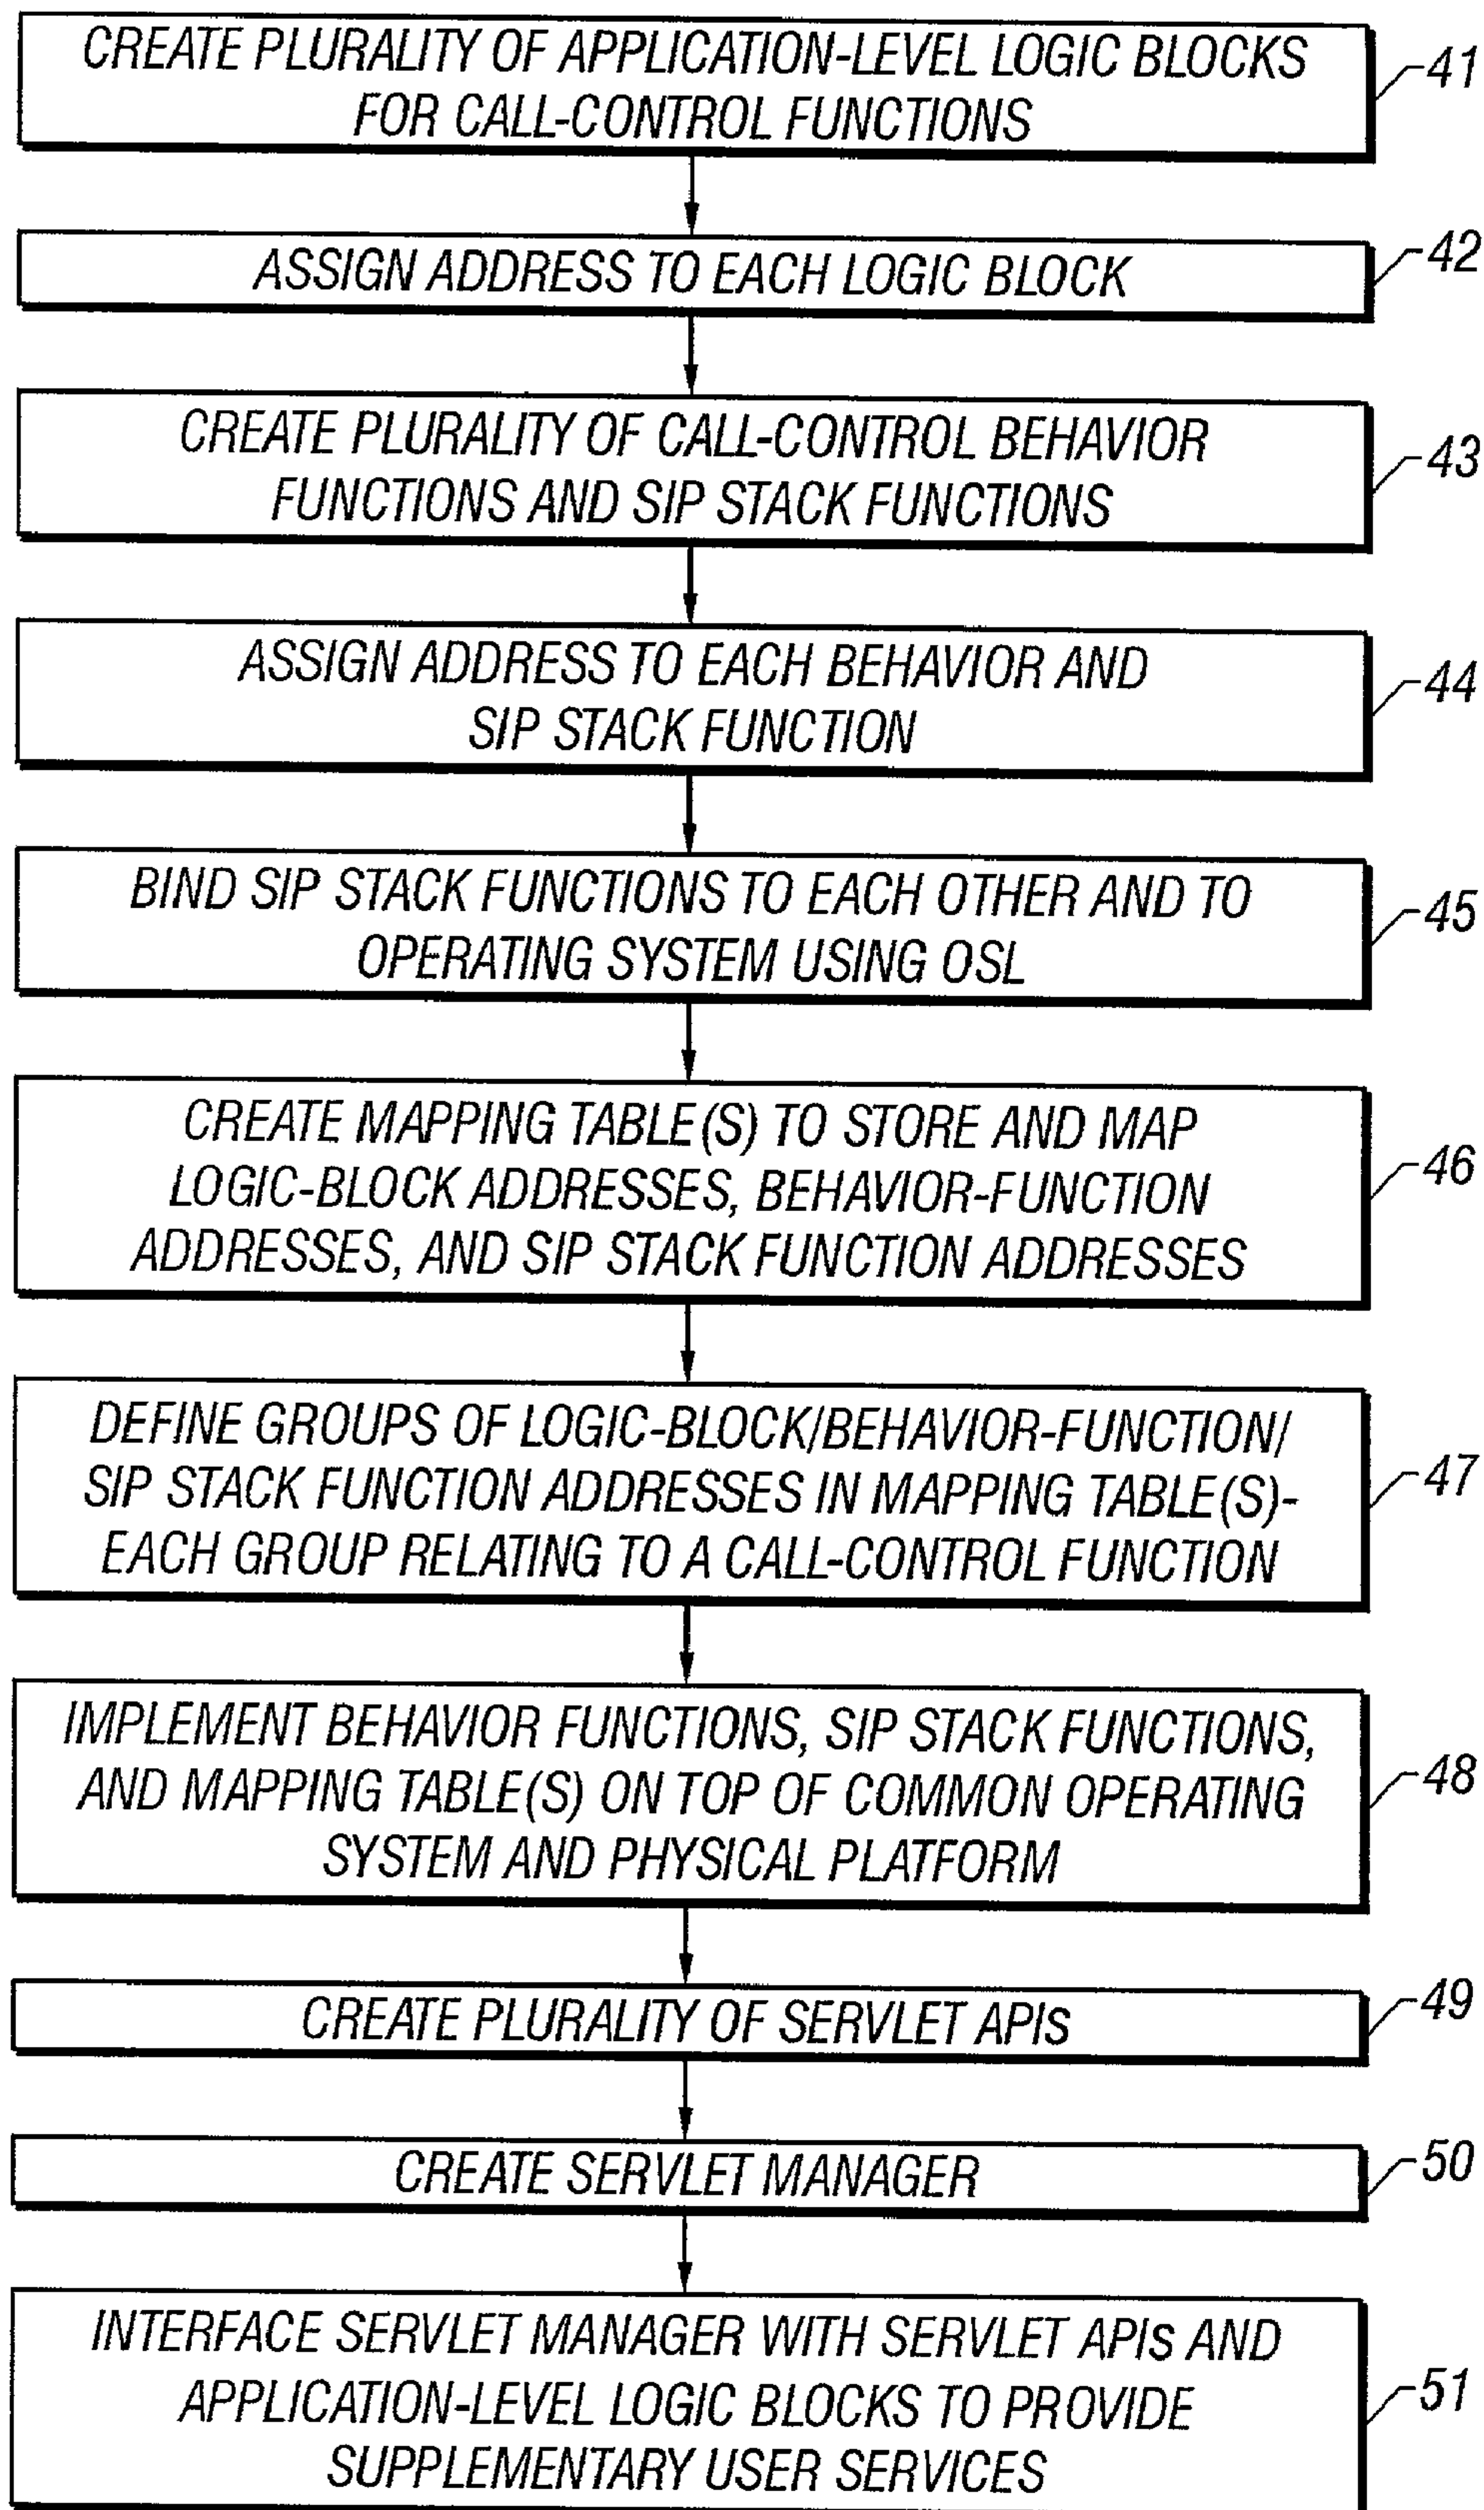 CREATE PLURALITY OF APPLICATION-LEVEL LOGIC BLOCKS
FOR CALL-CONTROL FUNCTIONS
41
ASSIGN ADDRESS TO EACH LOGIC BLOCK
42
CREATE PLURALITY OF CALL-CONTROL BEHAVIOR
FUNCTIONS AND SIP STACK FUNCTIONS
43
ASSIGN ADDRESS TO EACH BEHAVIOR AND
SIP STACK FUNCTION
44
BIND SIP STACK FUNCTIONS TO EACH OTHER AND TO
OPERATING SYSTEM USING OSL
45
CREATE MAPPING TABLE(S) TO STORE AND MAP
LOGIC-BLOCK ADDRESSES, BEHAVIOR-FUNCTION
ADDRESSES, AND SIP STACK FUNCTION ADDRESSES
46
DEFINE GROUPS OF LOGIC-BLOCK/BEHAVIOR-FUNCTION/
SIP STACK FUNCTION ADDRESSES IN MAPPING TABLE(S)-
EACH GROUP RELATING TO A CALL-CONTROL FUNCTION
47
IMPLEMENT BEHAVIOR FUNCTIONS, SIP STACK FUNCTIONS,
AND MAPPING TABLE(S) ON TOP OF COMMON OPERATING
SYSTEM AND PHYSICAL PLATFORM
48
CREATE PLURALITY OF SERVLET APIs
49
CREATE SERVLET MANAGER
50
INTERFACE SERVLET MANAGER WITH SERVLET APIs AND
APPLICATION-LEVEL LOGIC BLOCKS TO PROVIDE
SUPPLEMENTARY USER SERVICES
51